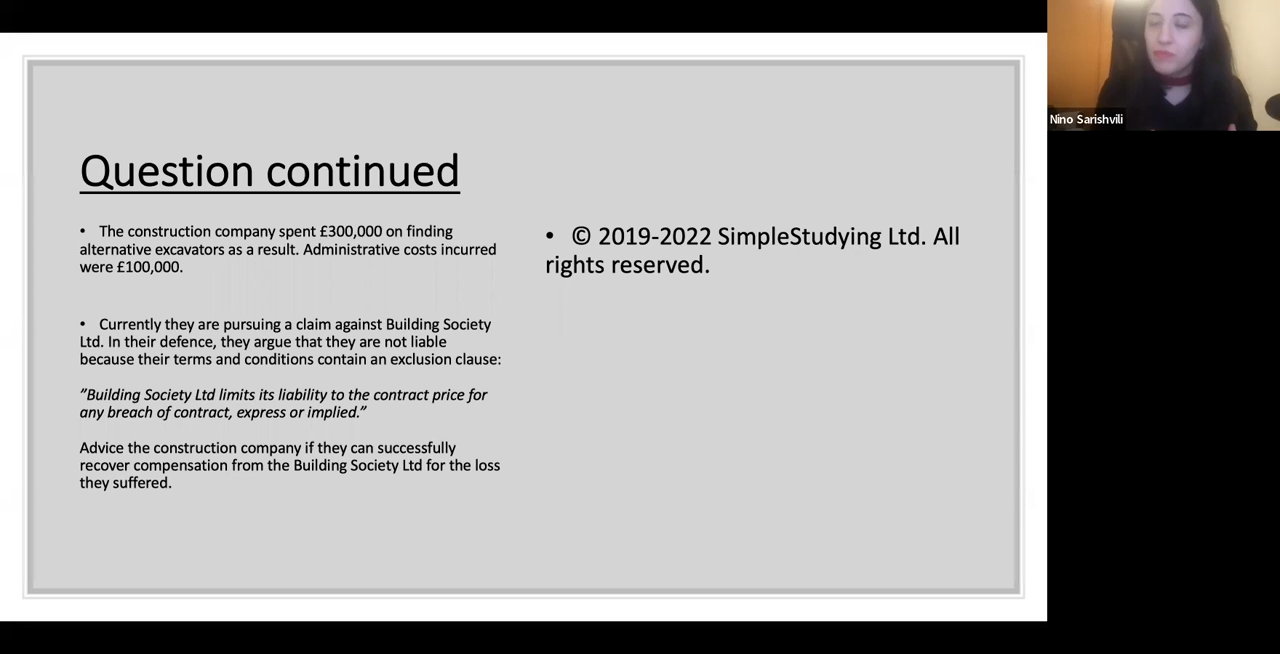 Question continued
• The construction company spent £300,000 on finding
alternative excavators as a result. Administrative costs incurred
were £100,000.
• Currently they are pursuing a claim against Building Society
Ltd. In their defence, they argue that they are not liable
because their terms and conditions contain an exclusion clause:
”Building Society Ltd limits its liability to the contract price for
any breach of contract, express or implied.”
Advice the construction company if they can successfully
recover compensation from the Building Society Ltd for the loss
they suffered.
• © 2019-2022 SimpleStudying Ltd. All
rights reserved.
Nino Sarishvili